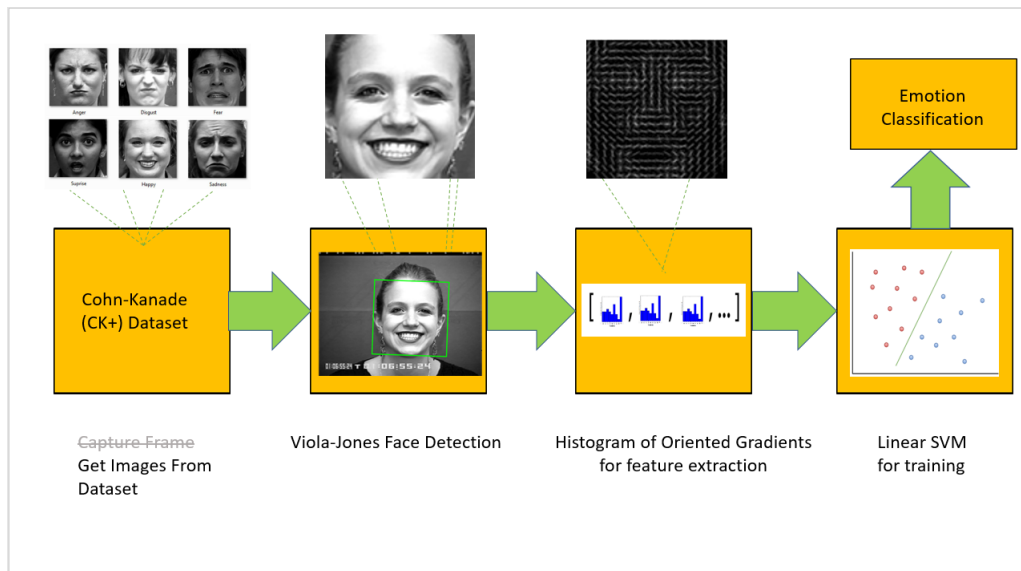 Anger
Disgust
Fear
Suprise
Happy
Sadness
Emotion
Classification
Cohn-Kanade
(CK+) Dataset
[ , , , ... ]
Capture Frame
Get Images From
Dataset
Viola-Jones Face Detection
Histogram of Oriented Gradients
for feature extraction
Linear SVM
for training